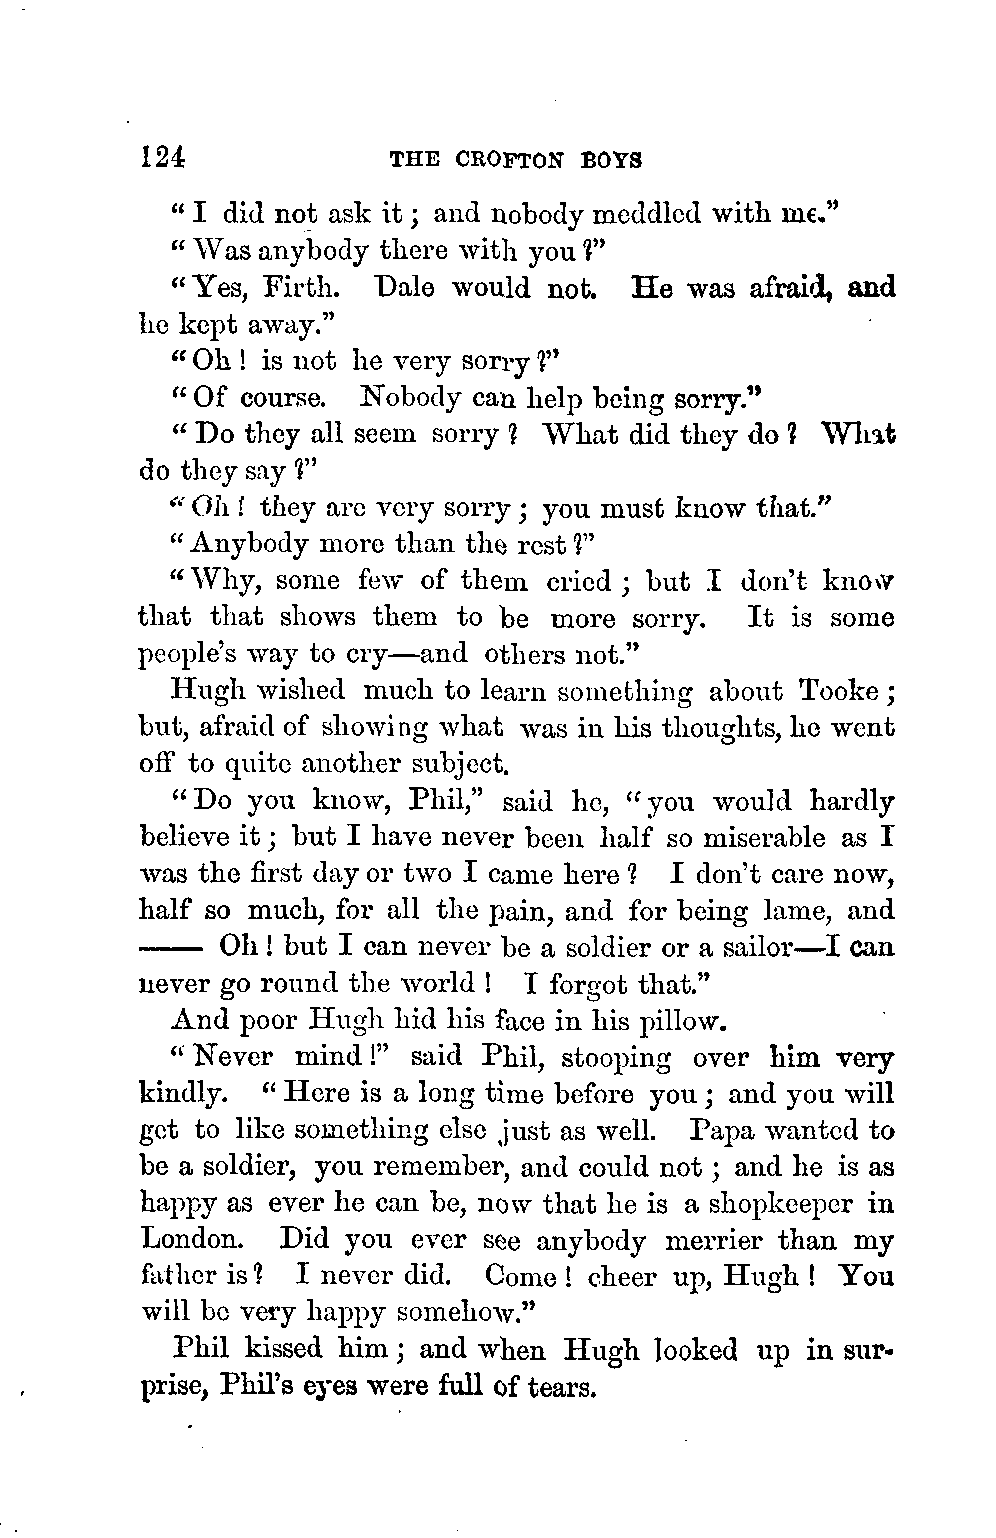 124 THE CROFTON BOYS
“I did not ask it; and nobody meddled with me.”
“Was anybody there with you?”
“Yes, Firth. Dale would not. He was afraid, and
he kept away.”
“Oh! is not he very sorry?”
“Of course. Nobody can help being sorry.”
“Do they all seem sorry? What did they do? What
do they say?”
“Oh! they are very sorry; you must know that.”
“Anybody more than the rest?”
“Why, some few of them cried; but I don’t know
that that shows them to be more sorry. It is some
people’s way to cry—and others not.”
Hugh wished much to learn something about Tooke;
but, afraid of showing what was in his thoughts, he went
off to quite another subject.
“Do you know, Phil,” said he, “you would hardly
believe it; but I have never been half so miserable as I
was the first day or two I came here? I don’t care now,
half so much, for all the pain, and for being lame, and
—— Oh! but I can never be a soldier or a sailor—I can
never go round the world! I forgot that.”
And poor Hugh hid his face in his pillow.
“Never mind!” said Phil, stooping over him very
kindly. “Here is a long time before you; and you will
get to like something else just as well. Papa wanted to
be a soldier, you remember, and could not; and he is as
happy as ever he can be, now that he is a shopkeeper in
London. Did you ever see anybody merrier than my
father is? I never did. Come! cheer up, Hugh! You
will be very happy somehow.”
Phil kissed him; and when Hugh looked up in sur-
prise, Phil’s eyes were full of tears.